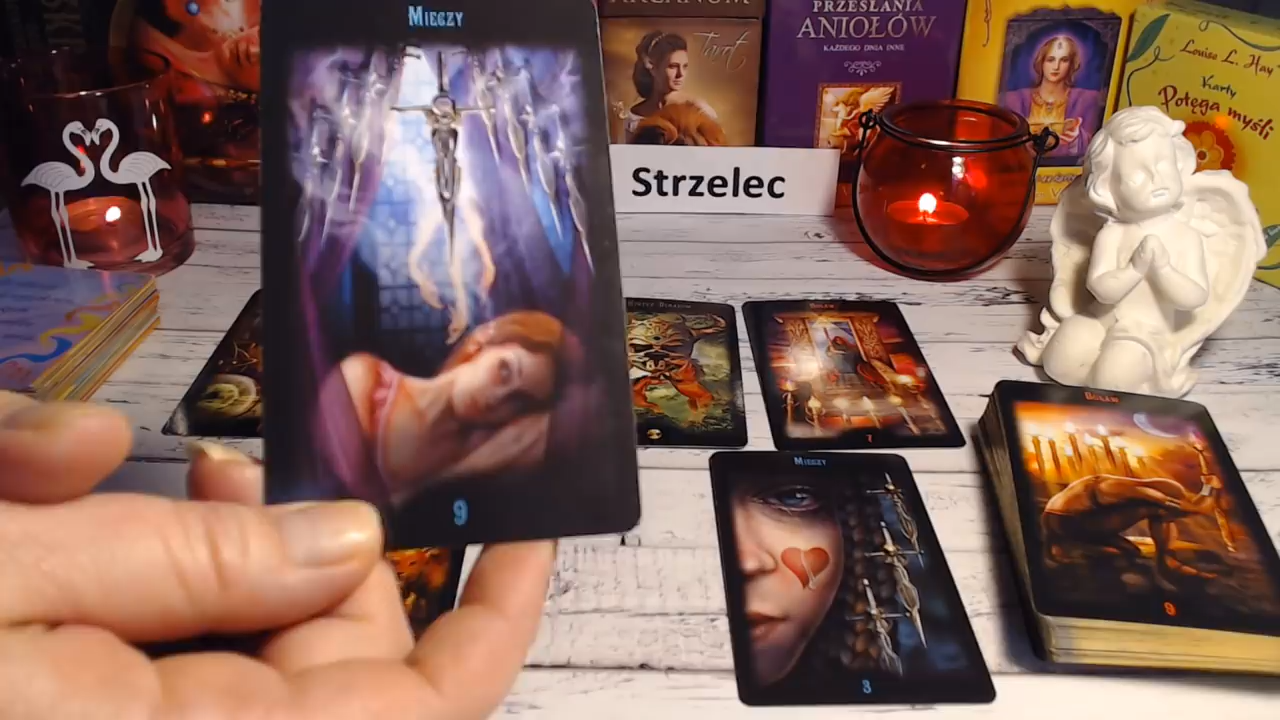 Mieczy
9
ARCANUM
Tarot
PRZESŁANIA
ANIOŁÓW
KAŻDEGO DNIA INNE
Louise L. Hay
Karty
Potęga myśli
Strzelec
Buław
7
Mieczy
3
Buław
9